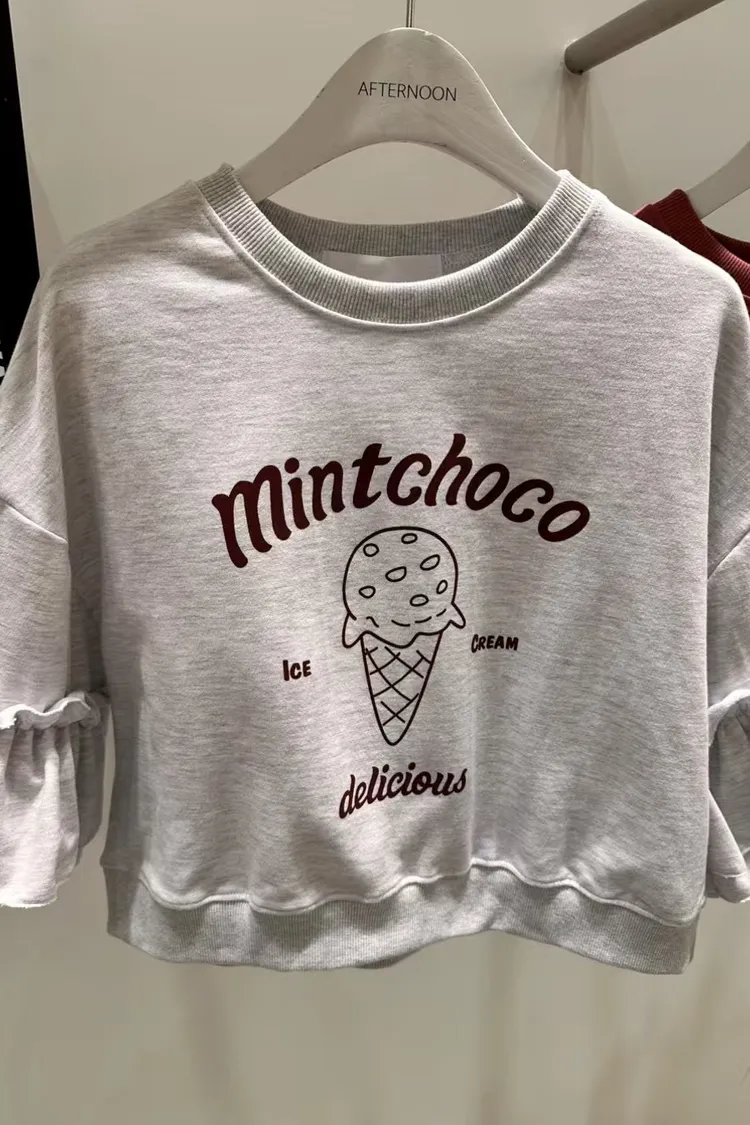 AFTERNOON
Mintchoco
ICE CREAM
delicious